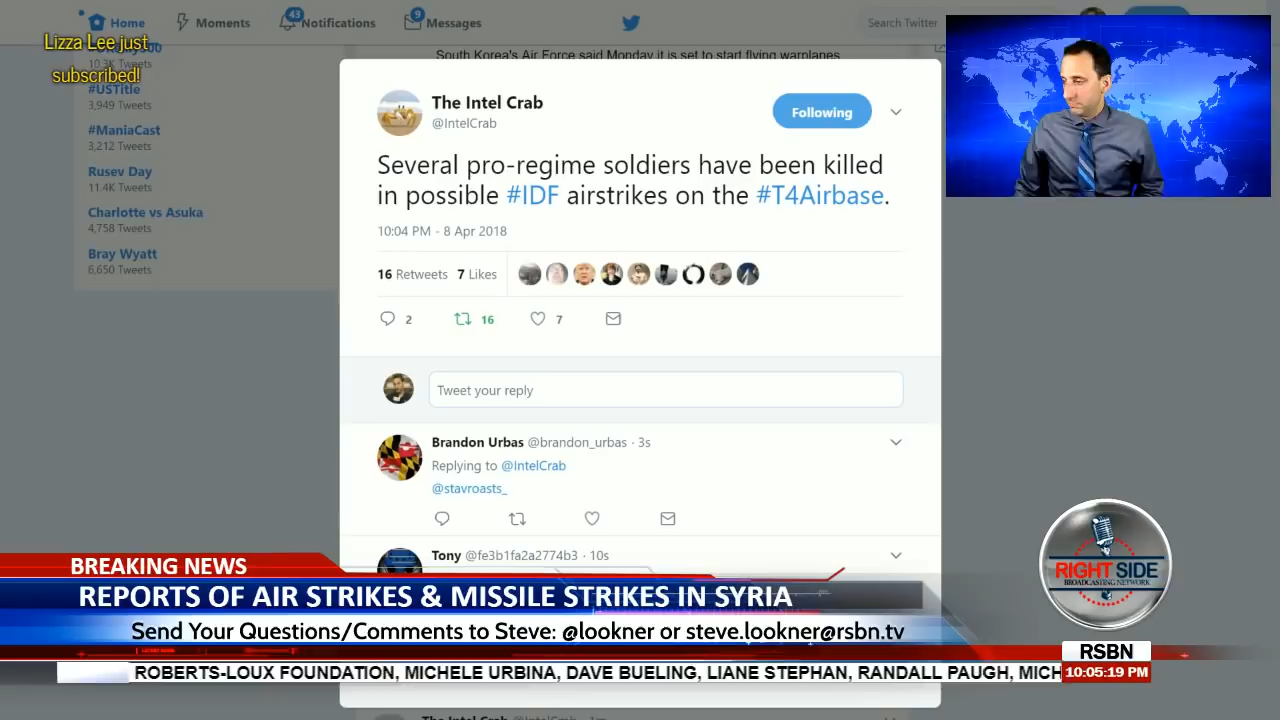 Home
Moments
43
Notifications
9
Messages
Search Twitter
Lizza Lee just
subscribed!
10.3K Tweets
#USTitle
3,949 Tweets
#ManiaCast
3,212 Tweets
Rusev Day
11.4K Tweets
Charlotte vs Asuka
4,758 Tweets
Bray Wyatt
6,650 Tweets
South Korea's Air Force said Monday it is set to start flying warplanes
The Intel Crab
@IntelCrab
Following
Several pro-regime soldiers have been killed
in possible #IDF airstrikes on the #T4Airbase.
10:04 PM - 8 Apr 2018
16 Retweets 7 Likes
2 16 7
Tweet your reply
Brandon Urbas @brandon_urbas · 3s
Replying to @IntelCrab
@stavroasts_
Tony @fe3b1fa2a2774b3 · 10s
BREAKING NEWS
REPORTS OF AIR STRIKES & MISSILE STRIKES IN SYRIA
Send Your Questions/Comments to Steve: @lookner or steve.lookner@rsbn.tv
RIGHT SIDE
BROADCASTING NETWORK
RSBN
10:05:19 PM
ROBERTS-LOUX FOUNDATION, MICHELE URBINA, DAVE BUELING, LIANE STEPHAN, RANDALL PAUGH, MICH
The Intel Crab @IntelCrab